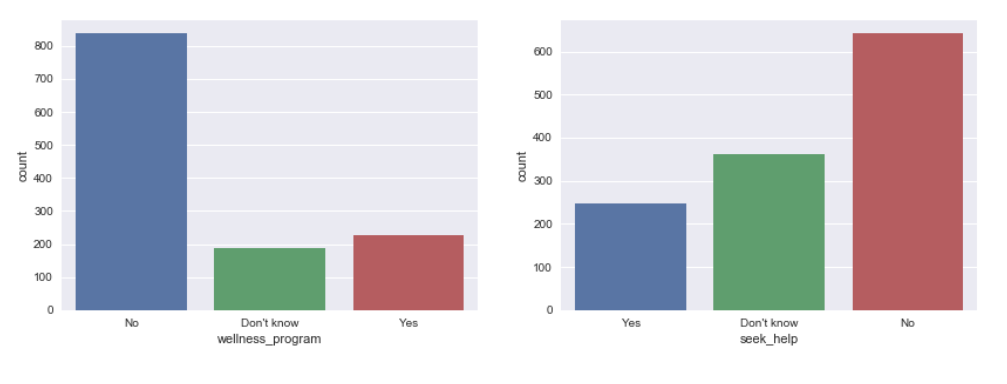 800
700
600
500
400
300
200
100
0
count
No Don't know Yes
wellness_program
600
500
400
300
200
100
0
count
Yes Don't know No
seek_help